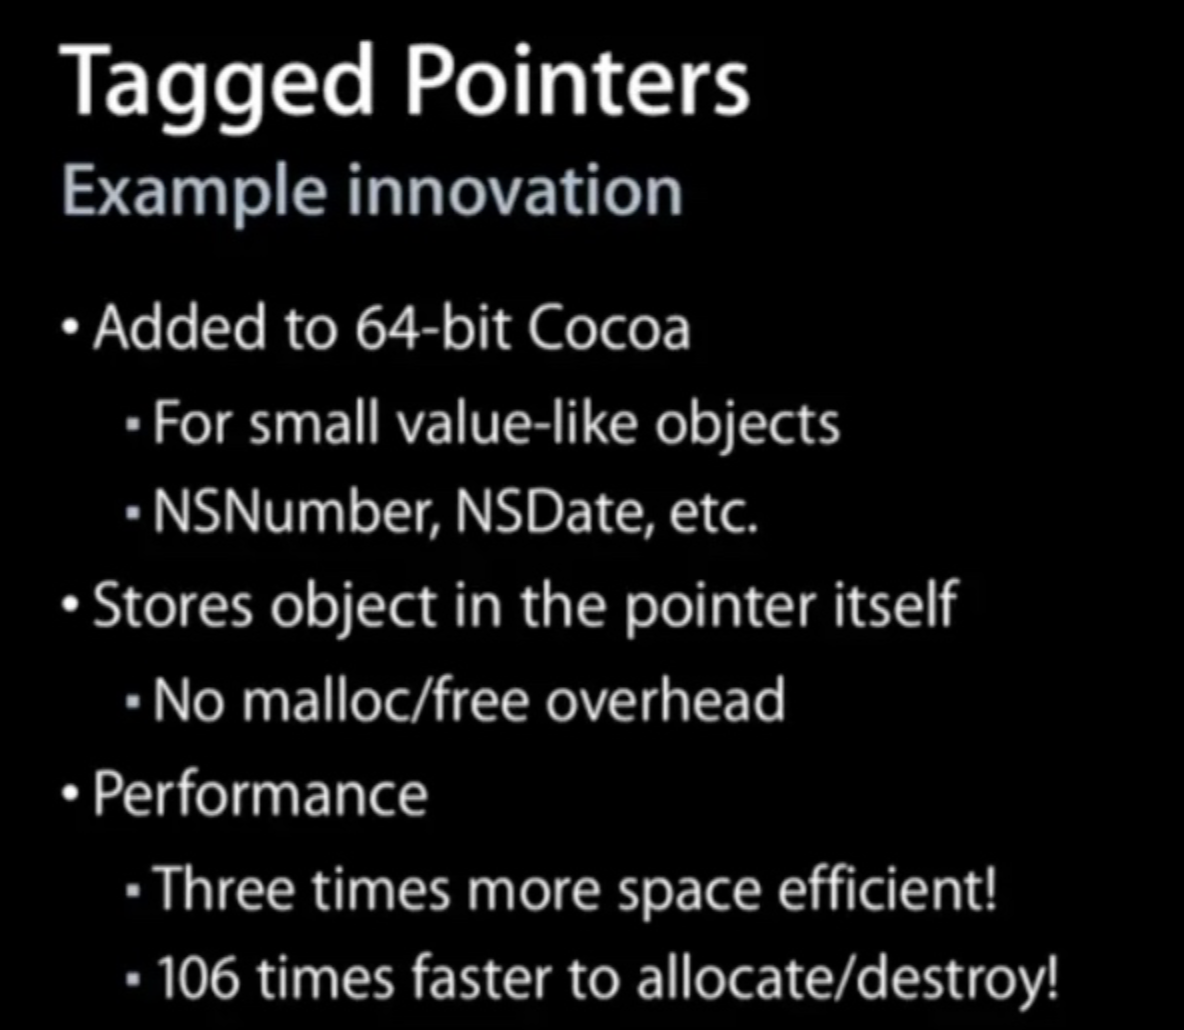 Tagged Pointers
Example innovation
• Added to 64-bit Cocoa
▪ For small value-like objects
▪ NSNumber, NSDate, etc.
• Stores object in the pointer itself
▪ No malloc/free overhead
• Performance
▪ Three times more space efficient!
▪ 106 times faster to allocate/destroy!